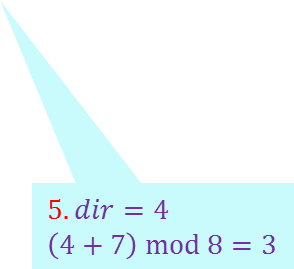 5. dir = 4
(4 + 7) mod 8 = 3